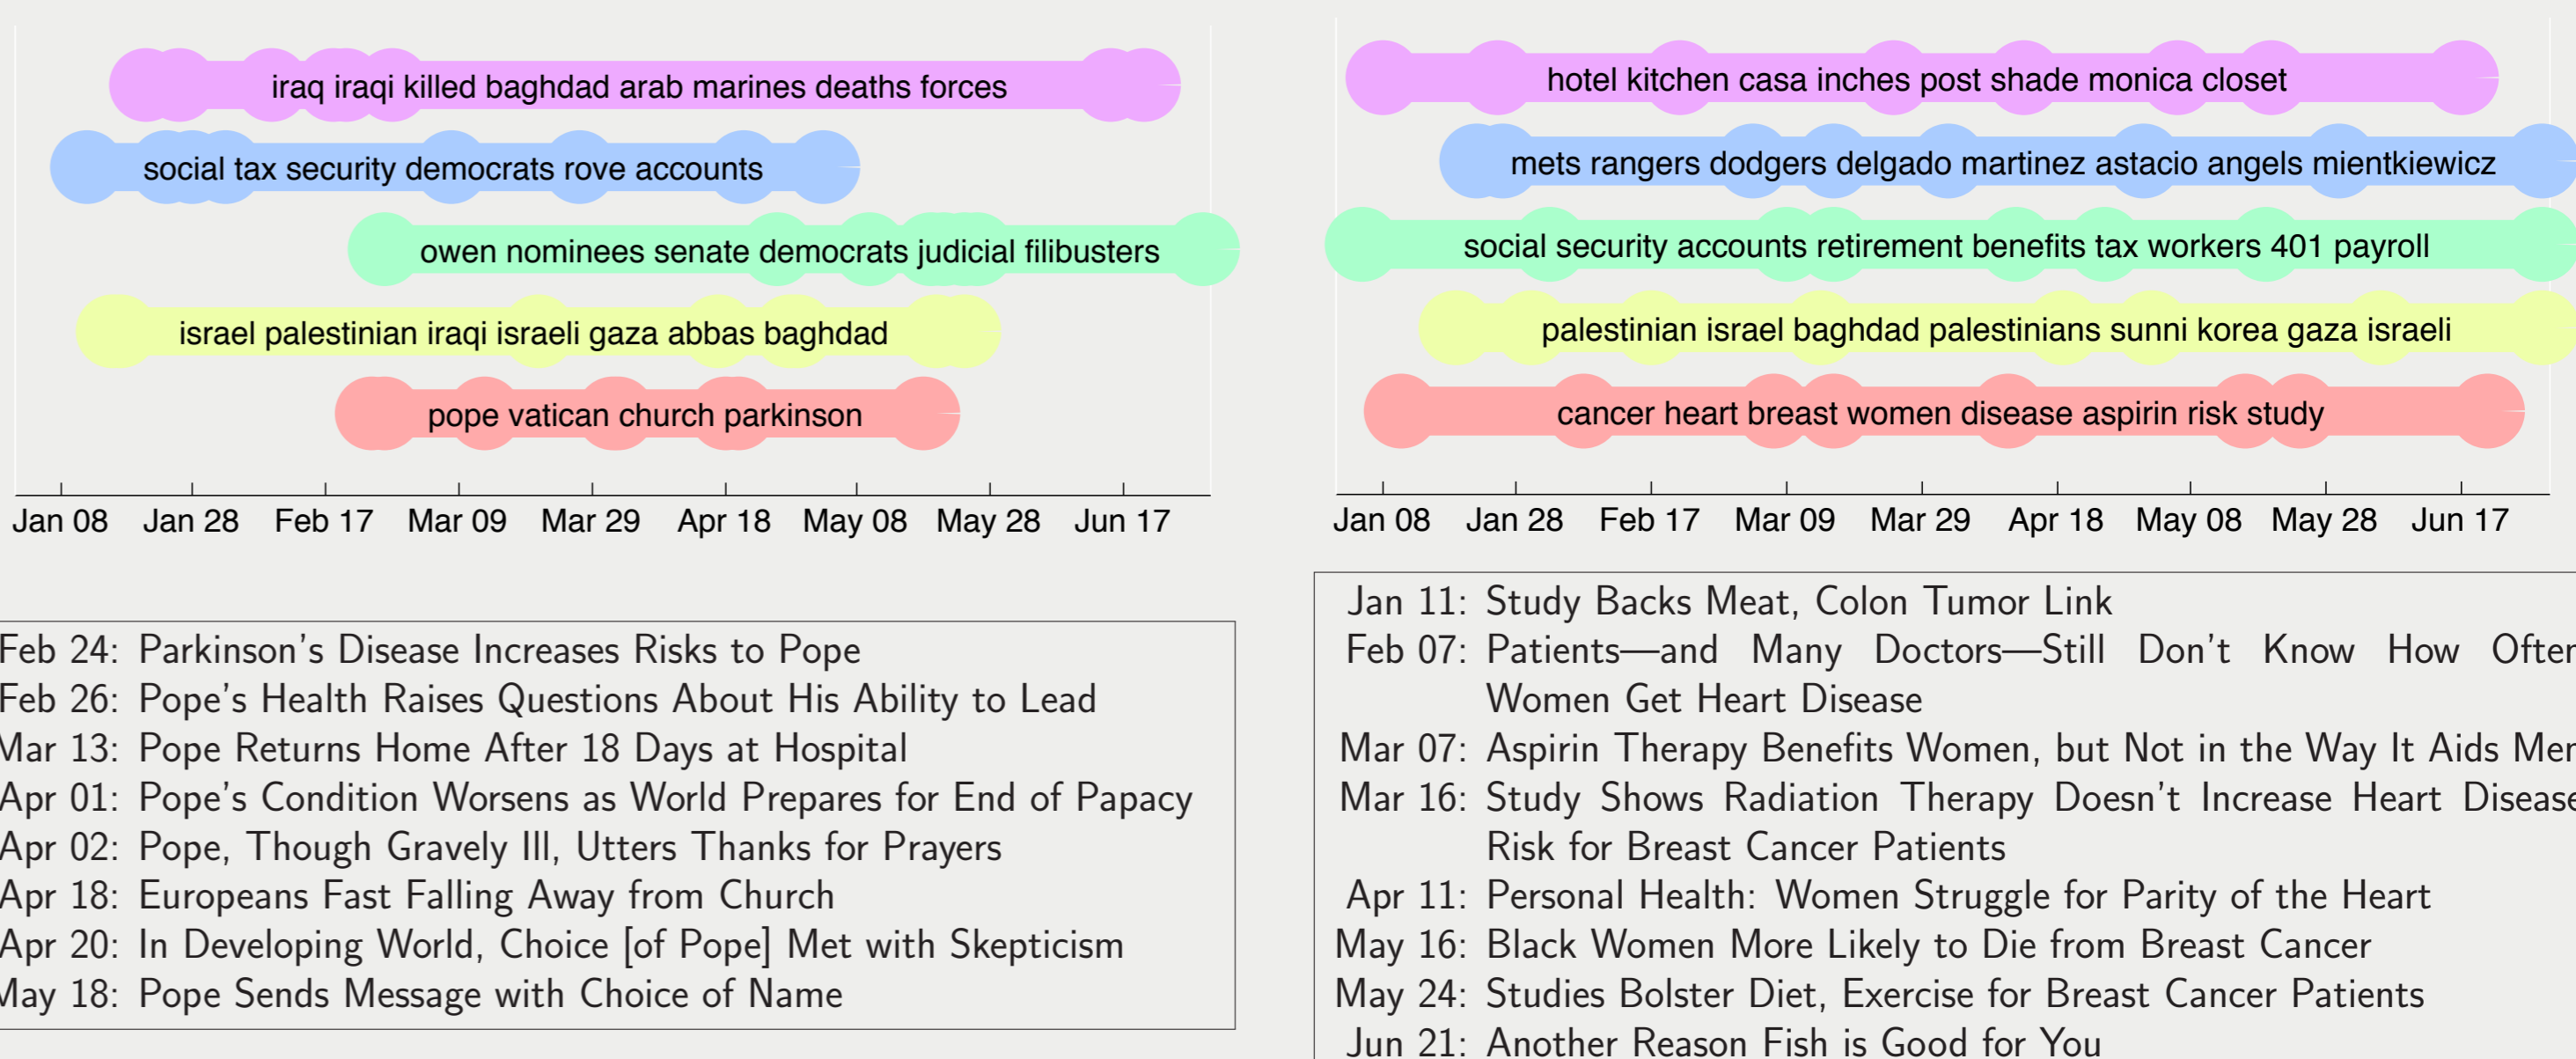 iraq iraqi killed baghdad arab marines deaths forces
social tax security democrats rove accounts
owen nominees senate democrats judicial filibusters
israel palestinian iraqi israeli gaza abbas baghdad
pope vatican church parkinson
Jan 08 Jan 28 Feb 17 Mar 09 Mar 29 Apr 18 May 08 May 28 Jun 17
Feb 24: Parkinson's Disease Increases Risks to Pope
Feb 26: Pope's Health Raises Questions About His Ability to Lead
Mar 13: Pope Returns Home After 18 Days at Hospital
Apr 01: Pope's Condition Worsens as World Prepares for End of Papacy
Apr 02: Pope, Though Gravely Ill, Utters Thanks for Prayers
Apr 18: Europeans Fast Falling Away from Church
Apr 20: In Developing World, Choice [of Pope] Met with Skepticism
May 18: Pope Sends Message with Choice of Name
hotel kitchen casa inches post shade monica closet
mets rangers dodgers delgado martinez astacio angels mientkiewicz
social security accounts retirement benefits tax workers 401 payroll
palestinian israel baghdad palestinians sunni korea gaza israeli
cancer heart breast women disease aspirin risk study
Jan 08 Jan 28 Feb 17 Mar 09 Mar 29 Apr 18 May 08 May 28 Jun 17
Jan 11: Study Backs Meat, Colon Tumor Link
Feb 07: Patients—and Many Doctors—Still Don't Know How Often
Women Get Heart Disease
Mar 07: Aspirin Therapy Benefits Women, but Not in the Way It Aids Men
Mar 16: Study Shows Radiation Therapy Doesn't Increase Heart Disease
Risk for Breast Cancer Patients
Apr 11: Personal Health: Women Struggle for Parity of the Heart
May 16: Black Women More Likely to Die from Breast Cancer
May 24: Studies Bolster Diet, Exercise for Breast Cancer Patients
Jun 21: Another Reason Fish is Good for You